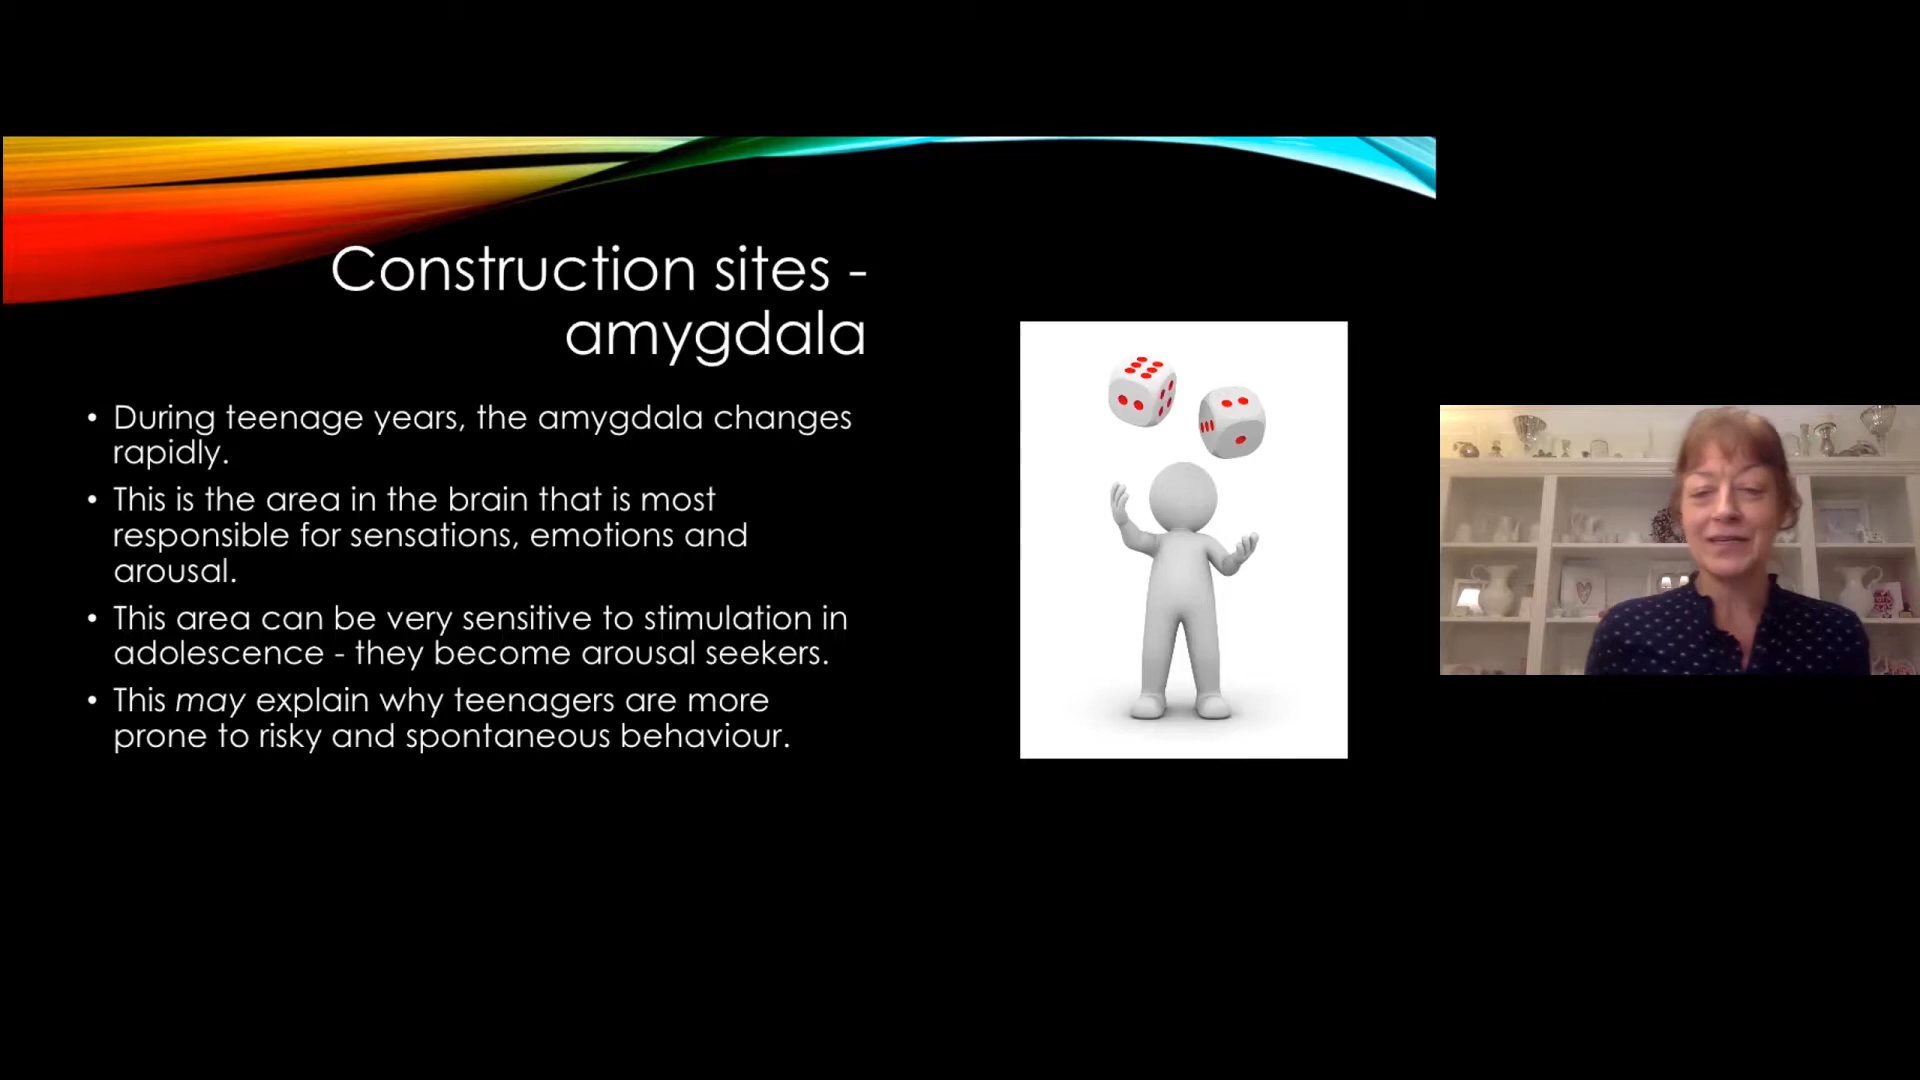 Construction sites -
amygdala
• During teenage years, the amygdala changes
rapidly.
• This is the area in the brain that is most
responsible for sensations, emotions and
arousal.
• This area can be very sensitive to stimulation in
adolescence - they become arousal seekers.
• This may explain why teenagers are more
prone to risky and spontaneous behaviour.